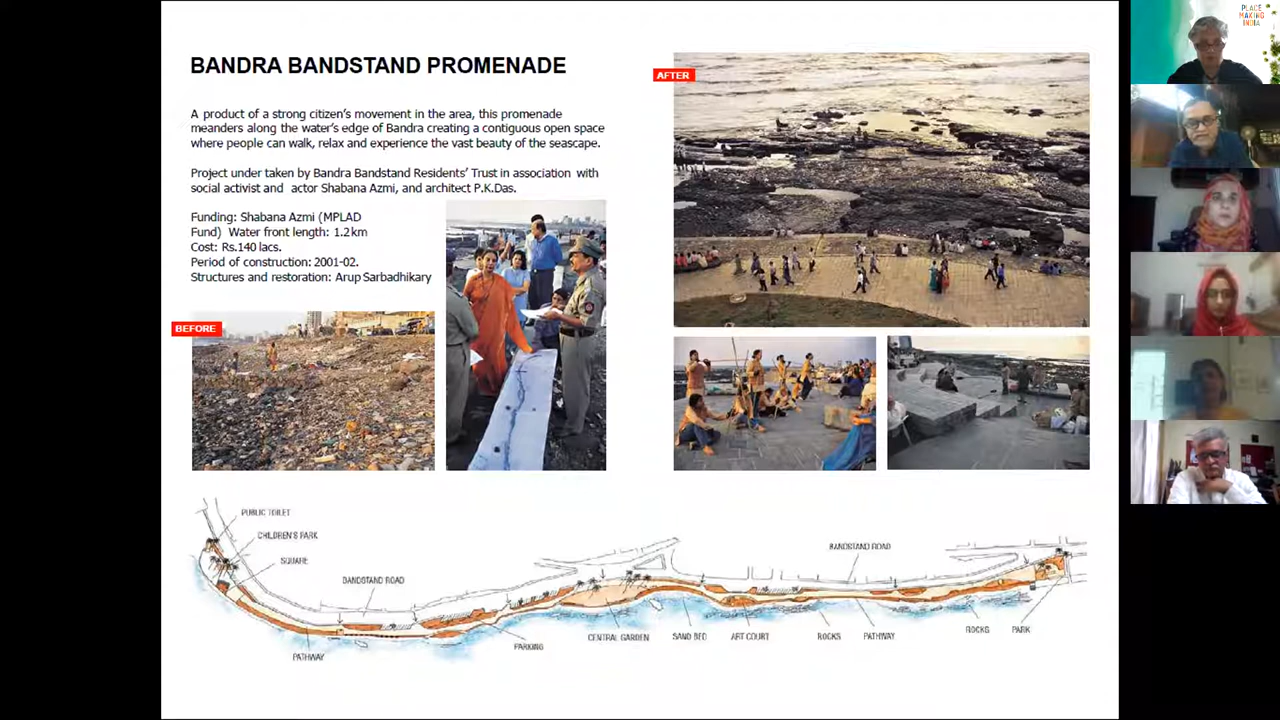 BANDRA BANDSTAND PROMENADE
A product of a strong citizen's movement in the area, this promenade
meanders along the water's edge of Bandra creating a contiguous open space
where people can walk, relax and experience the vast beauty of the seascape.
Project under taken by Bandra Bandstand Residents' Trust in association with
social activist and actor Shabana Azmi, and architect P.K.Das.
Funding: Shabana Azmi (MPLAD
Fund) Water front length: 1.2 km
Cost: Rs.140 lacs.
Period of construction: 2001-02.
Structures and restoration: Arup Sarbadhikary
BEFORE
AFTER
PUBLIC TOILET
CHILDREN'S PARK
SQUARE
BANDSTAND ROAD
PATHWAY
PARKING
CENTRAL GARDEN
SAND BED
ART COURT
BANDSTAND ROAD
ROCKS
PATHWAY
ROCKS
PARK
PLACE
MAKING
INDIA